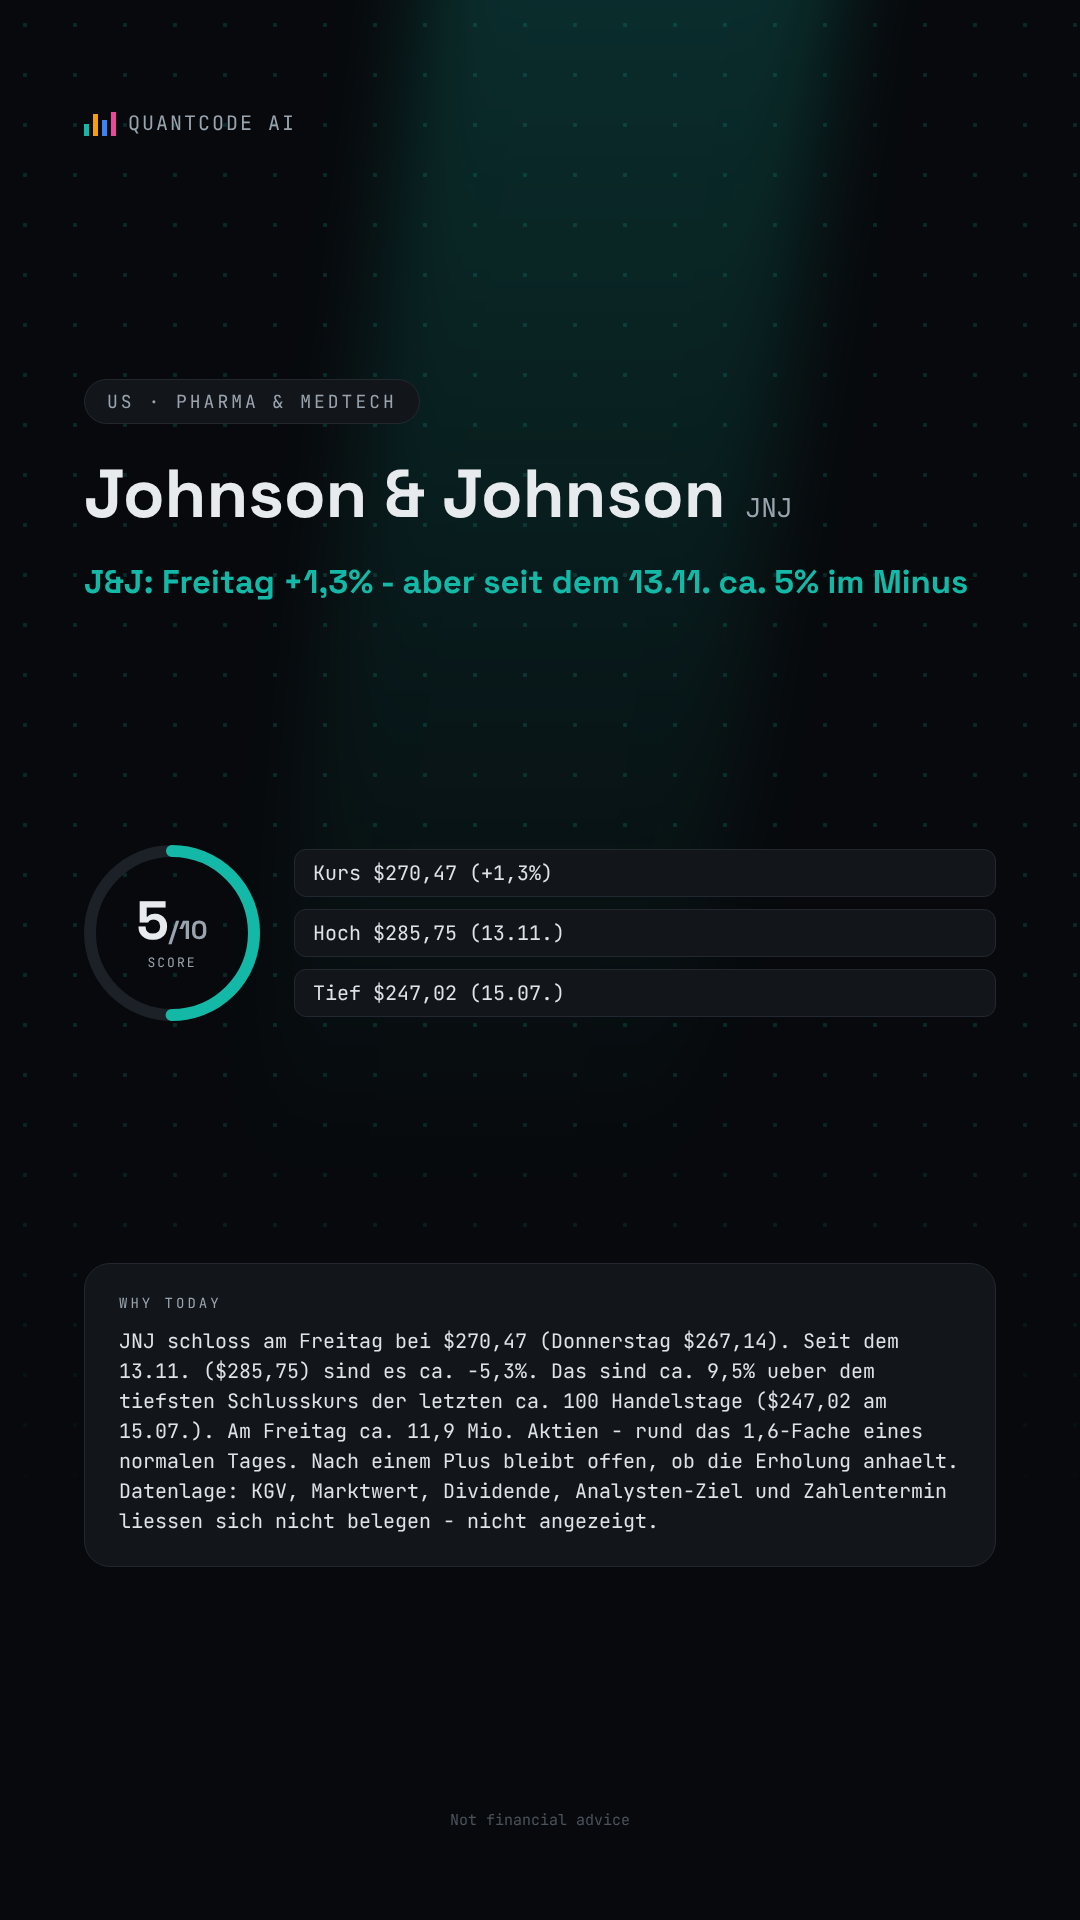 QUANTCODE AI
US · PHARMA & MEDTECH
Johnson & Johnson JNJ
J&J: Freitag +1,3% - aber seit dem 13.11. ca. 5% im Minus
5/10
SCORE
Kurs $270,47 (+1,3%)
Hoch $285,75 (13.11.)
Tief $247,02 (15.07.)
WHY TODAY
JNJ schloss am Freitag bei $270,47 (Donnerstag $267,14). Seit dem
13.11. ($285,75) sind es ca. -5,3%. Das sind ca. 9,5% ueber dem
tiefsten Schlusskurs der letzten ca. 100 Handelstage ($247,02 am
15.07.). Am Freitag ca. 11,9 Mio. Aktien - rund das 1,6-Fache eines
normalen Tages. Nach einem Plus bleibt offen, ob die Erholung anhaelt.
Datenlage: KGV, Marktwert, Dividende, Analysten-Ziel und Zahlentermin
liessen sich nicht belegen - nicht angezeigt.
Not financial advice